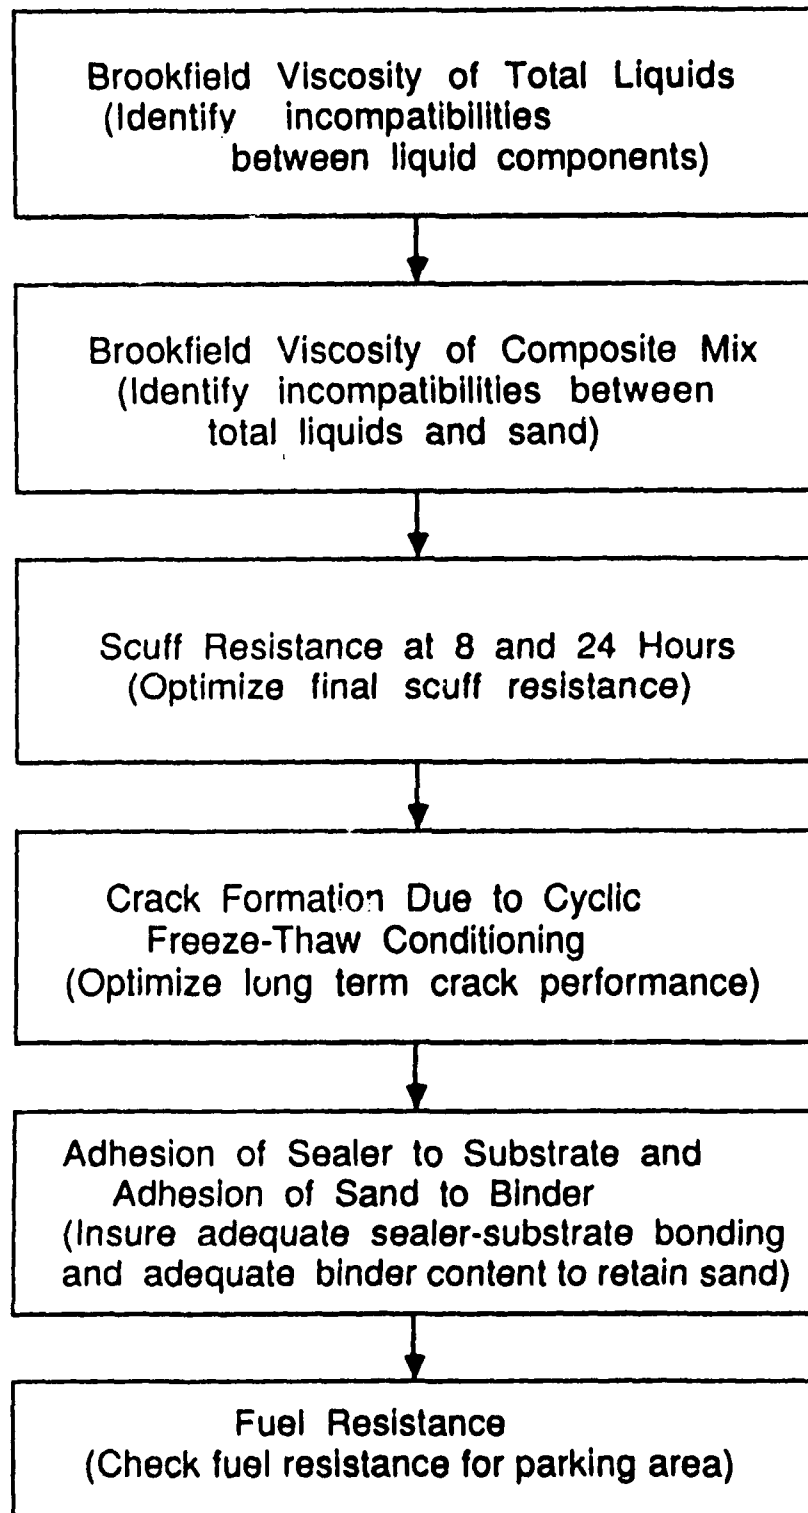 Brookfield Viscosity of Total Liquids
(Identify incompatibilities
between liquid components)
Brookfield Viscosity of Composite Mix
(Identify incompatibilities between
total liquids and sand)
Scuff Resistance at 8 and 24 Hours
(Optimize final scuff resistance)
Crack Formation Due to Cyclic
Freeze-Thaw Conditioning
(Optimize long term crack performance)
Adhesion of Sealer to Substrate and
Adhesion of Sand to Binder
(Insure adequate sealer-substrate bonding
and adequate binder content to retain sand)
Fuel Resistance
(Check fuel resistance for parking area)